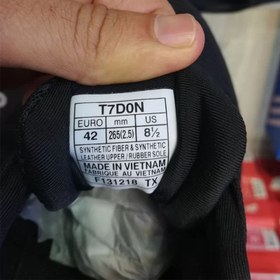 T7D0N
EURO mm US
42 265(2.5) 8½
SYNTHETIC FIBER & SYNTHETIC
LEATHER UPPER / RUBBER SOLE
MADE IN VIETNAM
FABRIQUE AU VIETNAM
F131218 TX